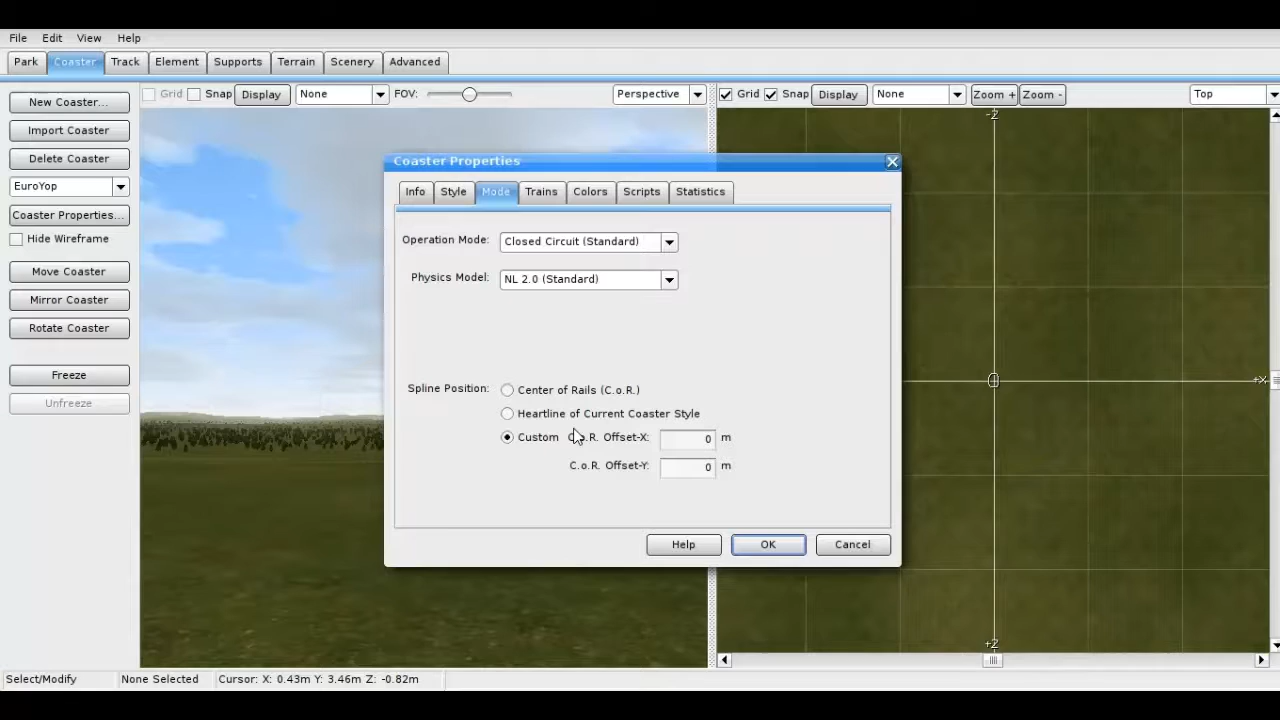 File Edit View Help
Park Coaster Track Element Supports Terrain Scenery Advanced
New Coaster...
Import Coaster
Delete Coaster
EuroYop
Coaster Properties...
Hide Wireframe
Move Coaster
Mirror Coaster
Rotate Coaster
Freeze
Unfreeze
Grid Snap Display None FOV: Perspective
Grid Snap Display None Zoom + Zoom - Top
-Z
+X
+Z
Coaster Properties
Info Style Mode Trains Colors Scripts Statistics
Operation Mode: Closed Circuit (Standard)
Physics Model: NL 2.0 (Standard)
Spline Position: Center of Rails (C.o.R.)
Heartline of Current Coaster Style
Custom C.o.R. Offset-X: 0 m
C.o.R. Offset-Y: 0 m
Help OK Cancel
Select/Modify None Selected Cursor: X: 0.43m Y: 3.46m Z: -0.82m